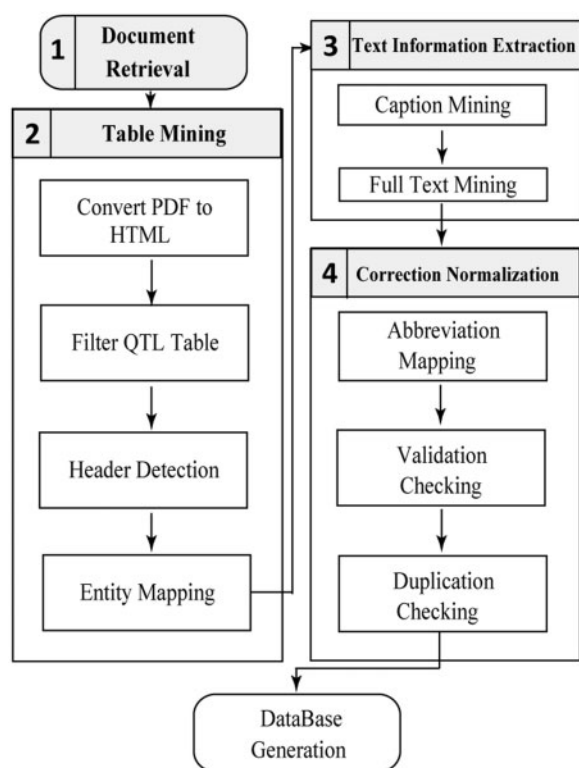 1
Document
Retrieval
2
Table Mining
Convert PDF to
HTML
Filter QTL Table
Header Detection
Entity Mapping
3
Text Information Extraction
Caption Mining
Full Text Mining
4
Correction Normalization
Abbreviation
Mapping
Validation
Checking
Duplication
Checking
DataBase
Generation